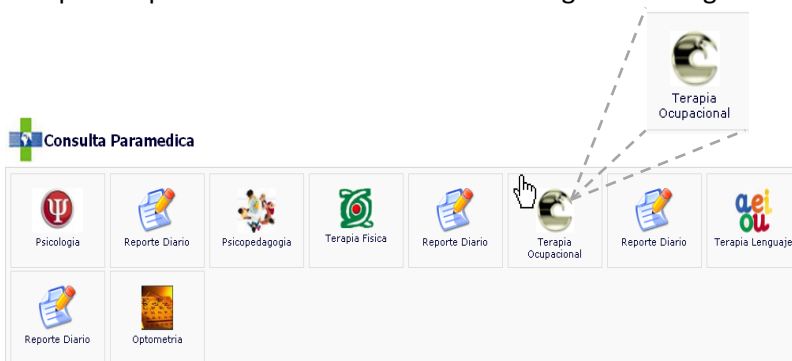 Terapia
Ocupacional
Consulta Paramedica
Ψ
Psicologia
Reporte Diario
Psicopedagogia
Terapia Fisica
Reporte Diario
Terapia
Ocupacional
Reporte Diario
aei
ou
Terapia Lenguaje
Reporte Diario
Optometria